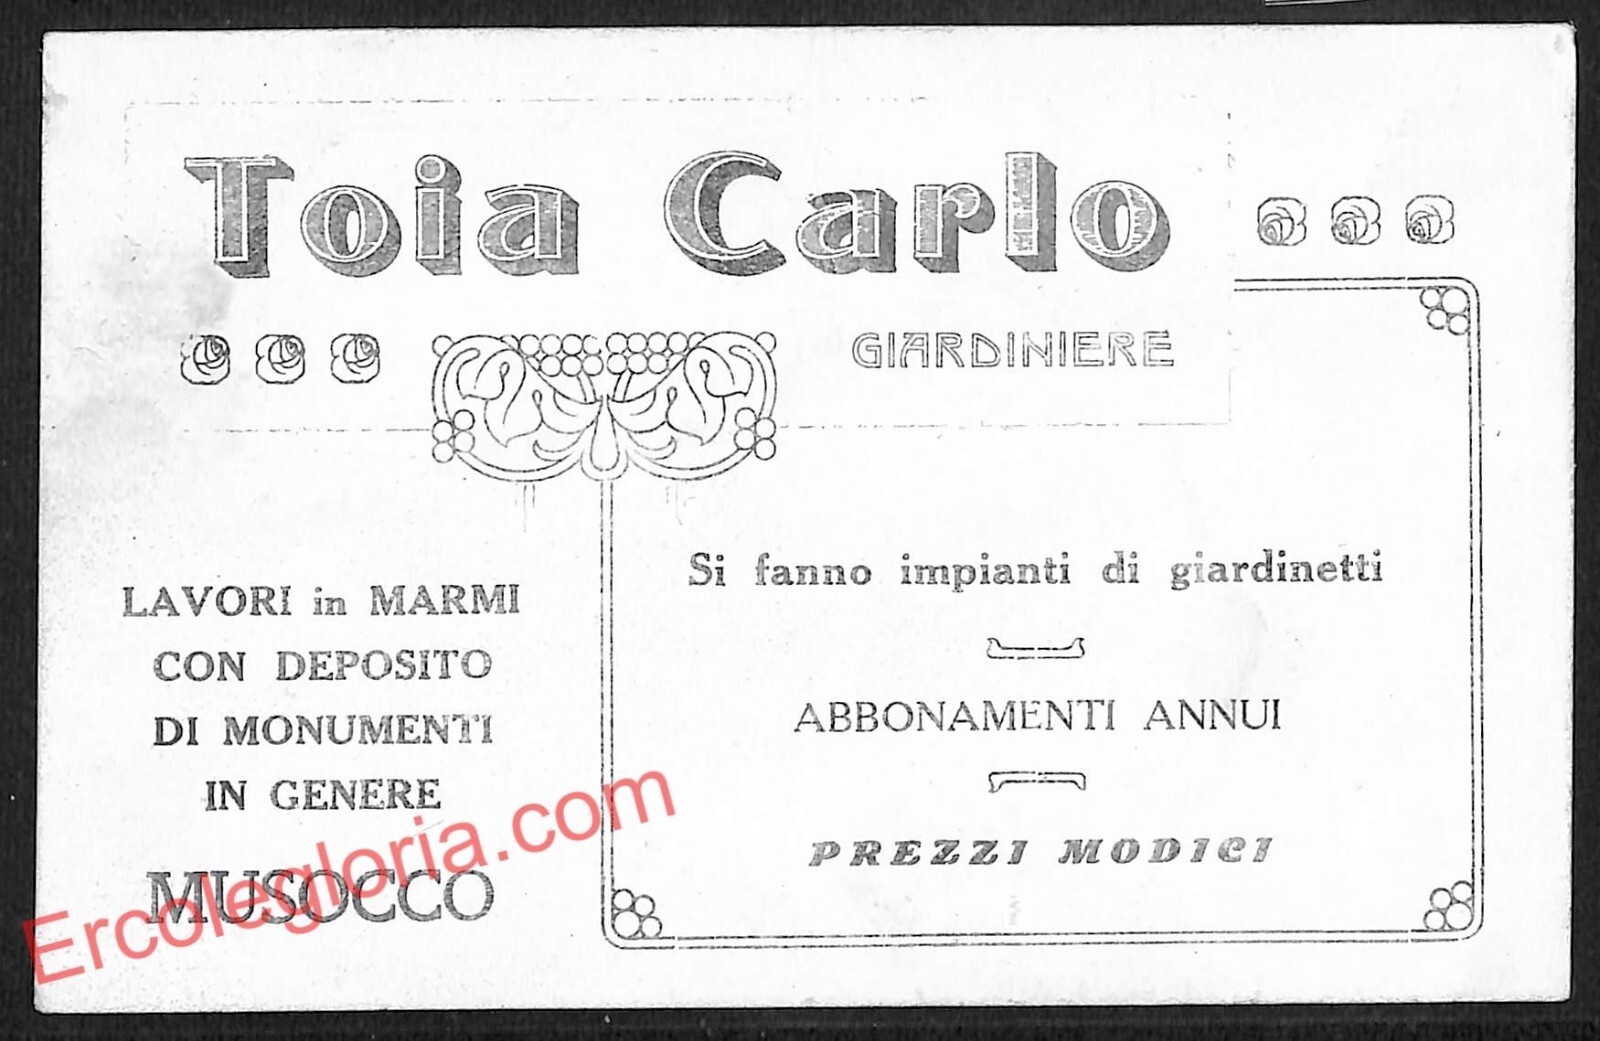 Toia Carlo
GIARDINIERE
LAVORI in MARMI
CON DEPOSITO
DI MONUMENTI
IN GENERE
MUSOCCO
Si fanno impianti di giardinetti
ABBONAMENTI ANNUI
PREZZI MODICI
Ercolegloria.com